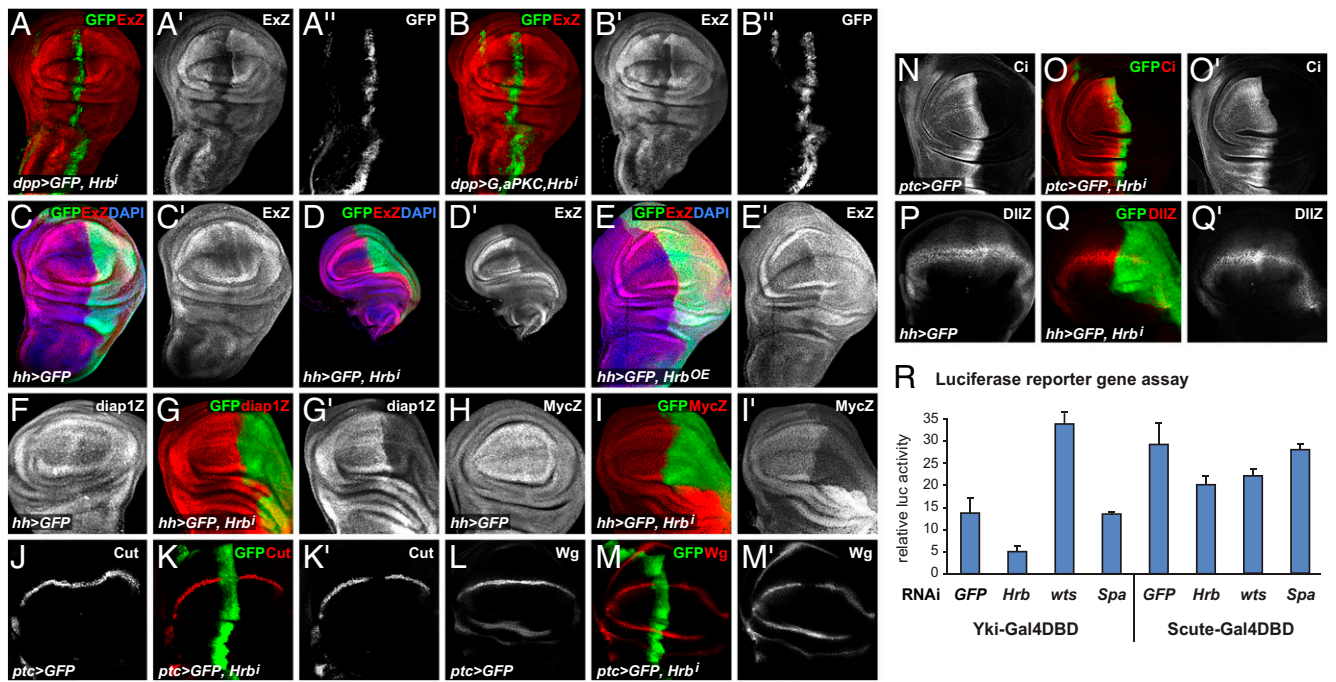 A GFPExZ
dpp>GFP, Hrbi
A' ExZ
A'' GFP
B GFPExZ
dpp>G,aPKC,Hrbi
B' ExZ
B'' GFP
C GFPExZDAPI
hh>GFP
C' ExZ
D GFPExZDAPI
hh>GFP, Hrbi
D' ExZ
E GFPExZDAPI
hh>GFP, HrbOE
E' ExZ
F diap1Z
hh>GFP
G GFPdiap1Z
hh>GFP, Hrbi
G' diap1Z
H MycZ
hh>GFP
I GFPMycZ
hh>GFP, Hrbi
I' MycZ
J Cut
ptc>GFP
K GFPCut
ptc>GFP, Hrbi
K' Cut
L Wg
ptc>GFP
M GFPWg
ptc>GFP, Hrbi
M' Wg
N Ci
ptc>GFP
O GFPCi
ptc>GFP, Hrbi
O' Ci
P DllZ
hh>GFP
Q GFPDllZ
hh>GFP, Hrbi
Q' DllZ
R Luciferase reporter gene assay
relative luc activity
35
30
25
20
15
10
5
0
RNAi GFP Hrb wts Spa GFP Hrb wts Spa
Yki-Gal4DBD Scute-Gal4DBD